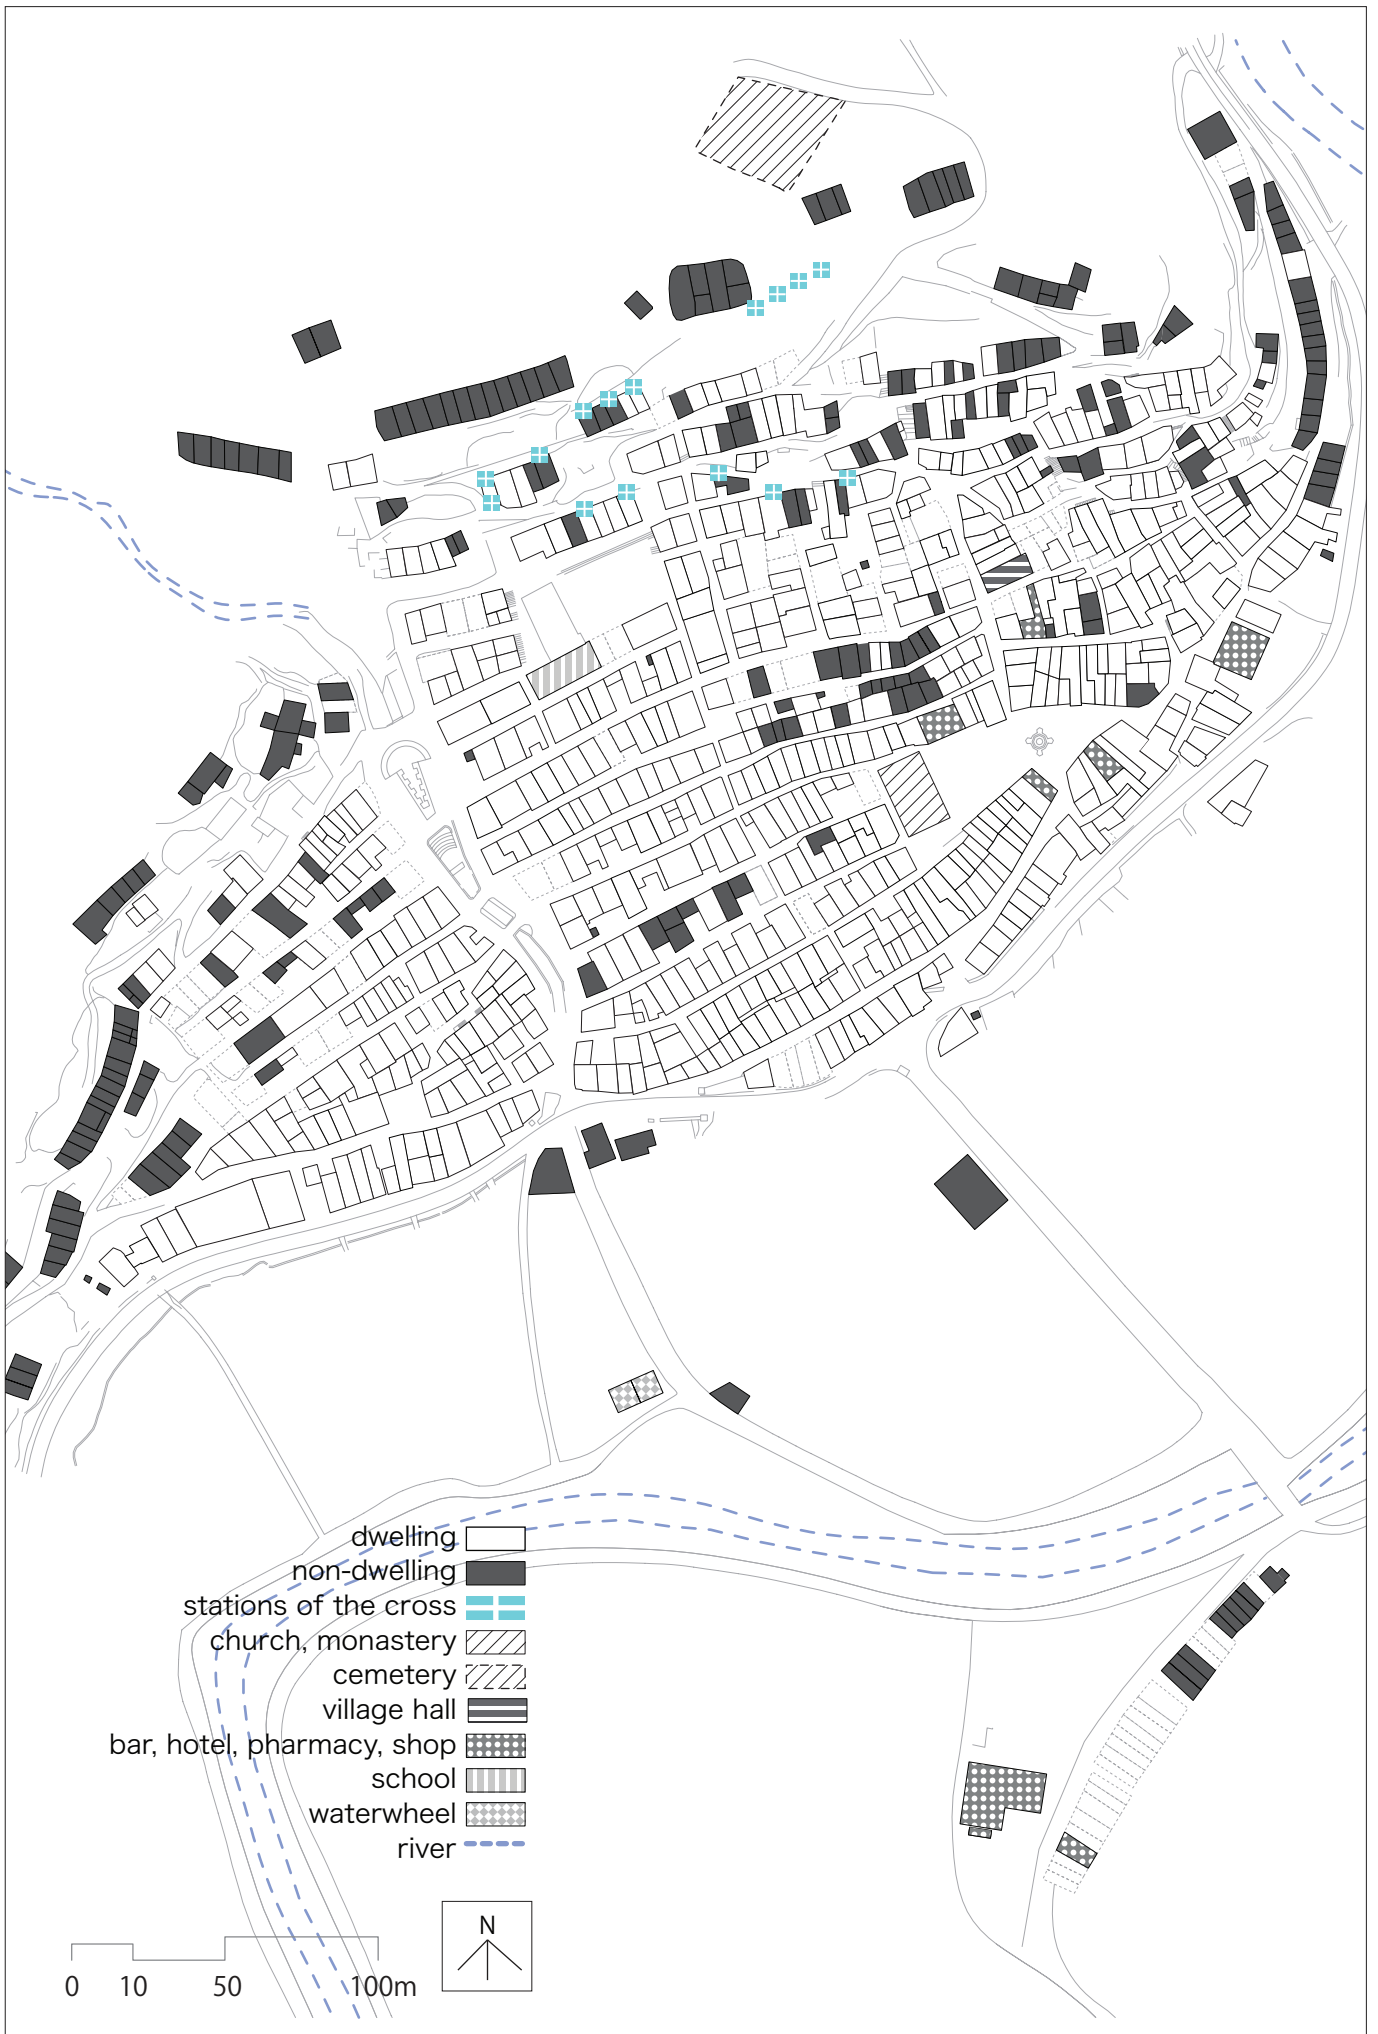 dwelling
non-dwelling
stations of the cross
church, monastery
cemetery
village hall
bar, hotel, pharmacy, shop
school
waterwheel
river
N
0 10 50 100m